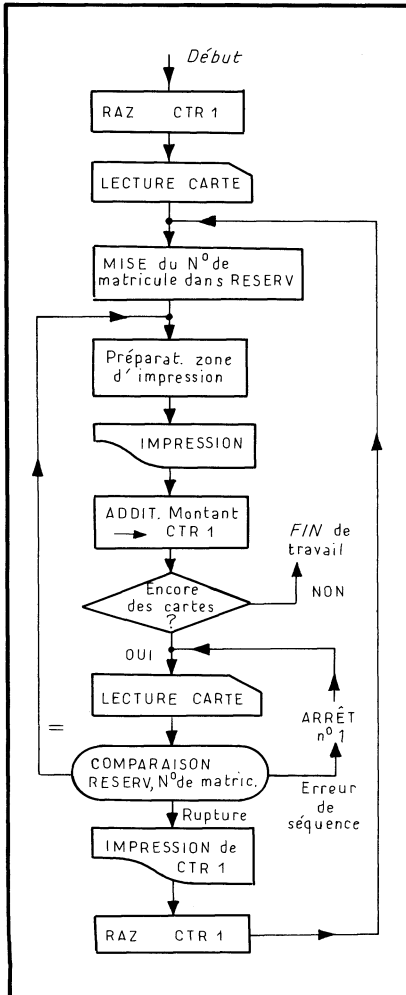 Début
RAZ CTR 1
LECTURE CARTE
MISE du N° de
matricule dans RESERV
Préparat. zone
d'impression
IMPRESSION
ADDIT. Montant
→ CTR 1
FIN de
travail
NON
Encore
des cartes
?
OUI
LECTURE CARTE
=
ARRÊT
n° 1
COMPARAISON
RESERV, N° de matric.
Erreur
de
séquence
Rupture
IMPRESSION de
CTR 1
RAZ CTR 1